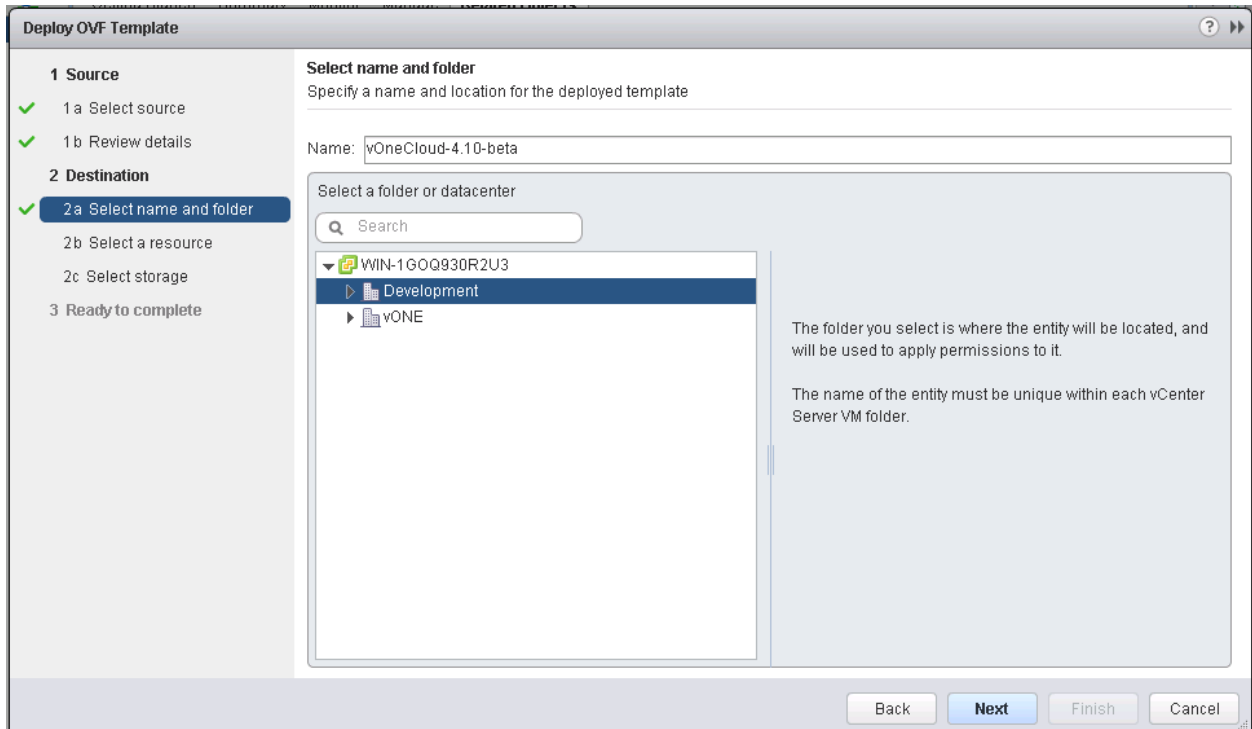 Deploy OVF Template
1 Source
1a Select source
1b Review details
2 Destination
2a Select name and folder
2b Select a resource
2c Select storage
3 Ready to complete
Select name and folder
Specify a name and location for the deployed template
Name: vOneCloud-4.10-beta
Select a folder or datacenter
Search
WIN-1GOQ930R2U3
Development
vONE
The folder you select is where the entity will be located, and
will be used to apply permissions to it.
The name of the entity must be unique within each vCenter
Server VM folder.
Back Next Finish Cancel